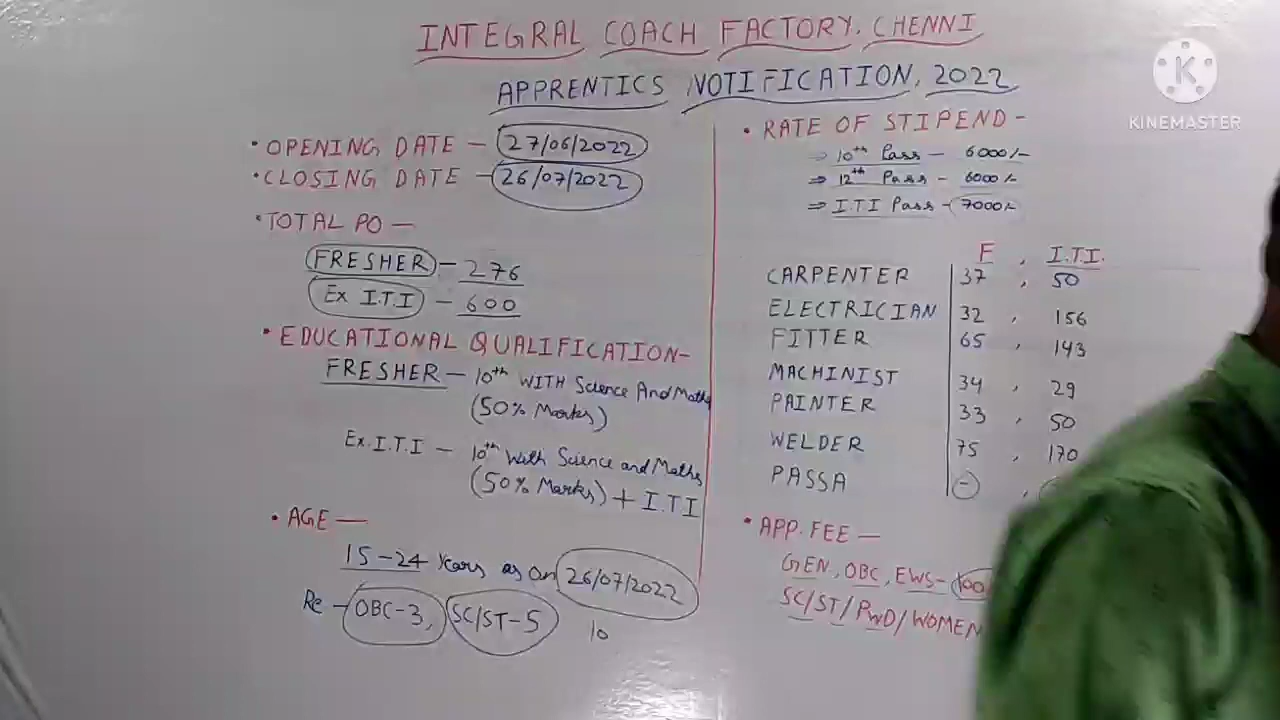 INTEGRAL COACH FACTORY, CHENNI
APPRENTICS NOTIFICATION, 2022
• OPENING DATE – 27/06/2022
• CLOSING DATE – 26/07/2022
• TOTAL PO –
FRESHER – 276
Ex I.T.I – 600
• EDUCATIONAL QUALIFICATION–
FRESHER – 10th WITH Science And Maths
(50% Marks)
Ex. I.T.I – 10th With Science and Maths
(50% Marks) + I.T.I
• AGE –
15-24 Years as on 26/07/2022
Re – OBC-3, SC/ST-5
10
• RATE OF STIPEND –
⇒ 10th Pass – 6000/-
⇒ 12th Pass – 6000/-
⇒ I.T.I Pass – 7000/-
F , I.T.I.
CARPENTER 37 , 50
ELECTRICIAN 32 , 156
FITTER 65 , 143
MACHINIST 34 , 29
PAINTER 33 , 50
WELDER 75 , 170
PASSA – ,
• APP. FEE –
GEN, OBC, EWS – 100
SC/ST/PWD/WOMEN
KINEMASTER